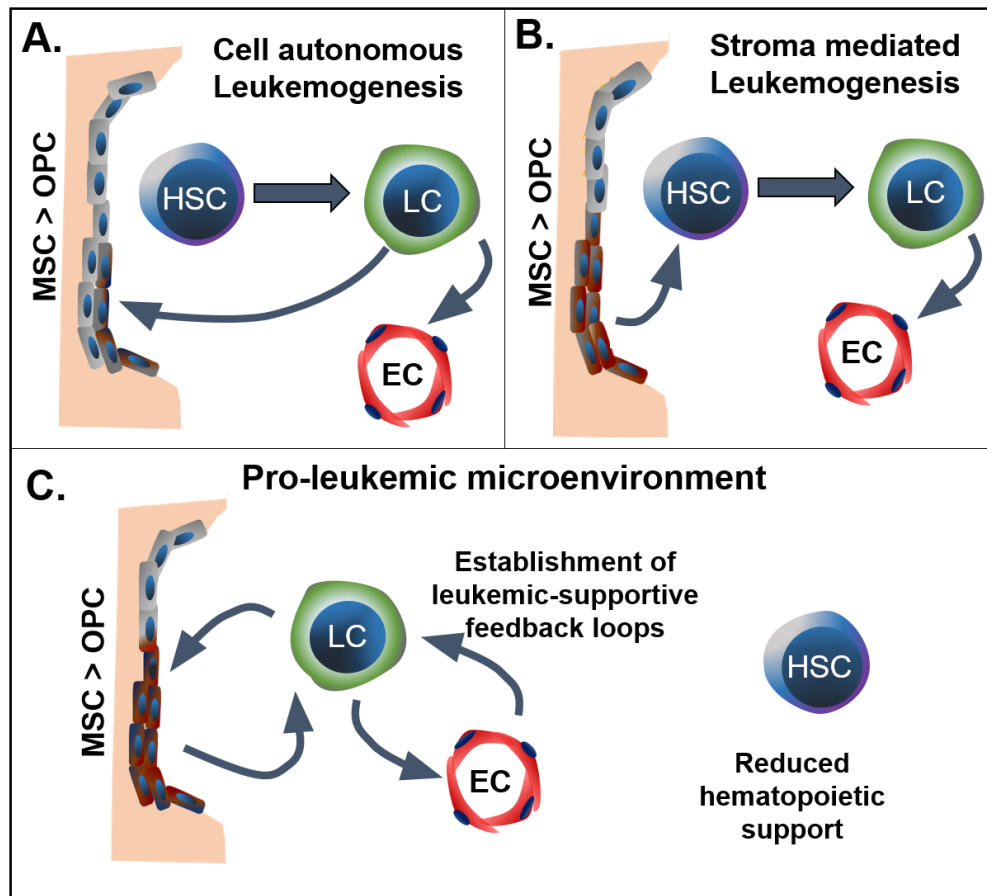 A.
Cell autonomous
Leukemogenesis
MSC > OPC
HSC
LC
EC
B.
Stroma mediated
Leukemogenesis
MSC > OPC
HSC
LC
EC
C.
Pro-leukemic microenvironment
MSC > OPC
LC
Establishment of
leukemic-supportive
feedback loops
EC
HSC
Reduced
hematopoietic
support